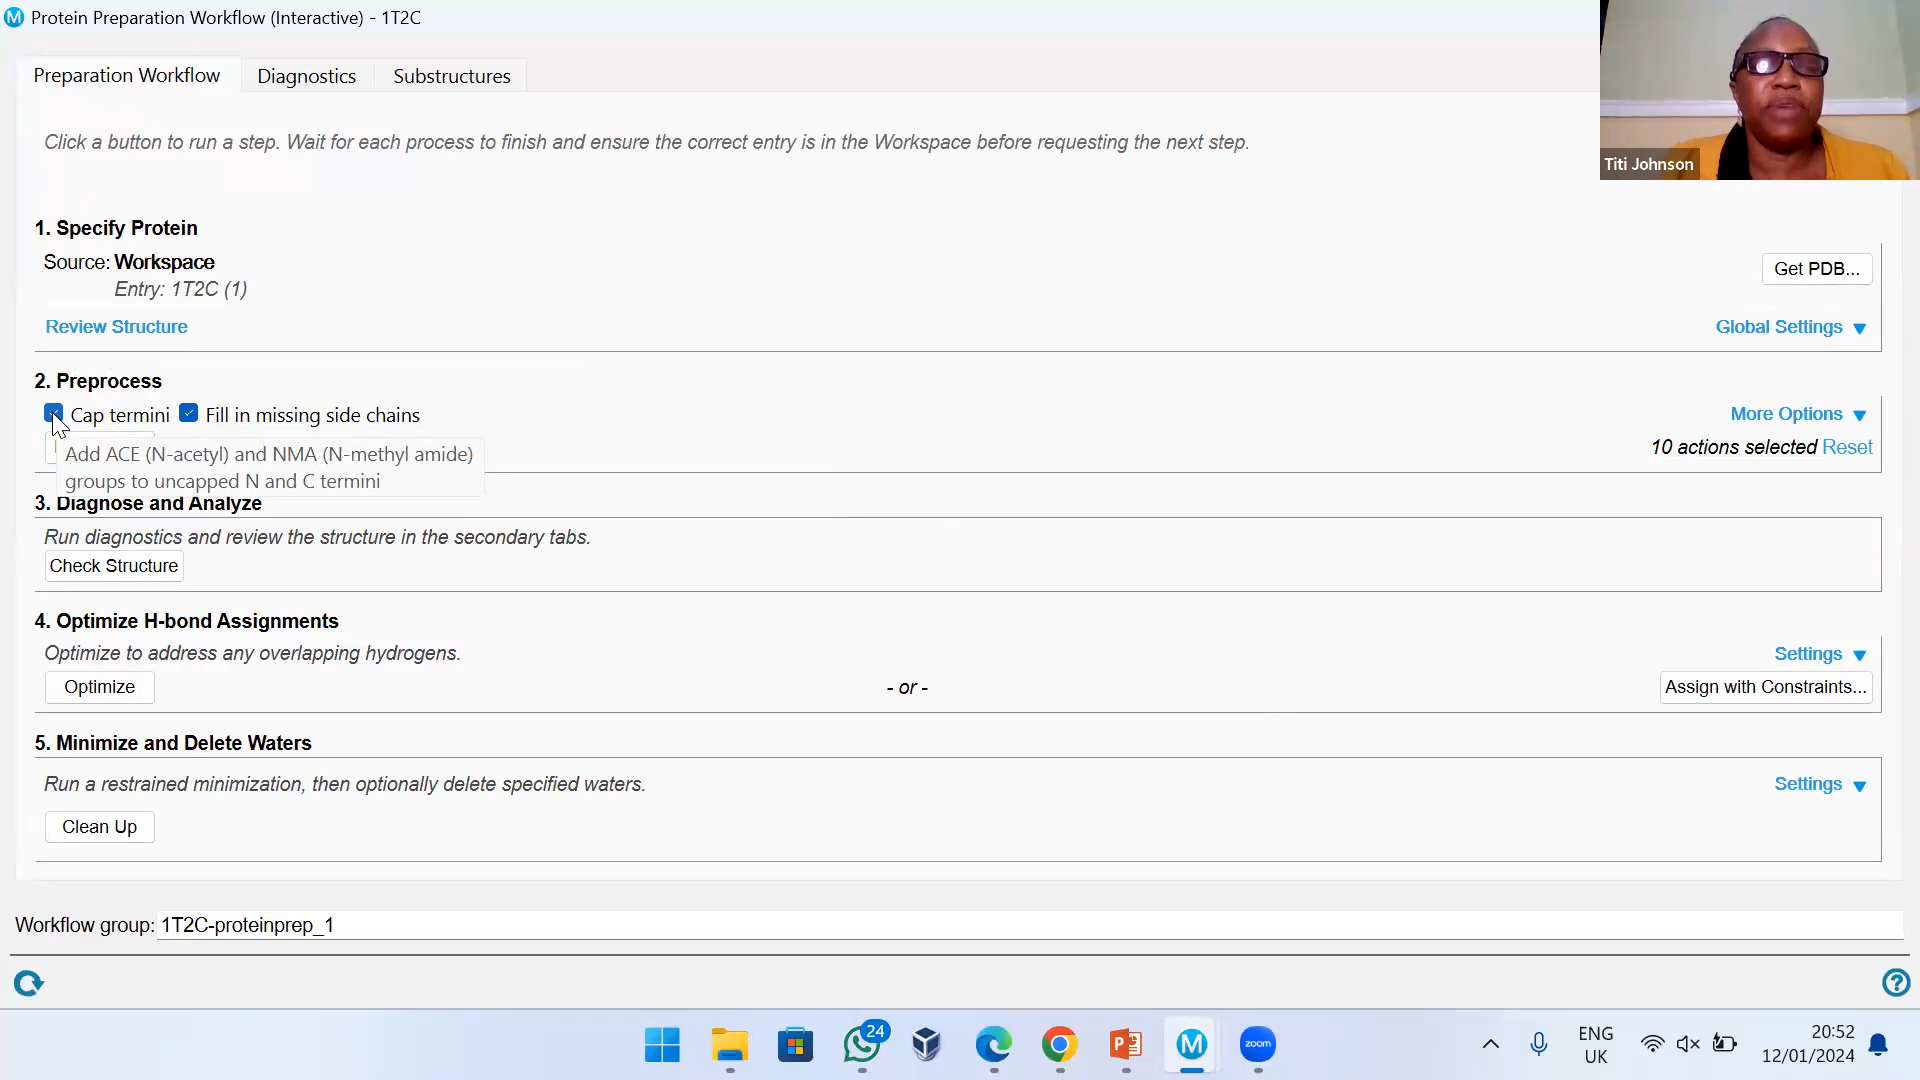 Protein Preparation Workflow (Interactive) - 1T2C
Titi Johnson
Preparation Workflow Diagnostics Substructures
Click a button to run a step. Wait for each process to finish and ensure the correct entry is in the Workspace before requesting the next step.
1. Specify Protein
Source: Workspace
Get PDB...
Entry: 1T2C (1)
Review Structure
Global Settings
2. Preprocess
Cap termini Fill in missing side chains
More Options
10 actions selected Reset
Add ACE (N-acetyl) and NMA (N-methyl amide)
groups to uncapped N and C termini
3. Diagnose and Analyze
Run diagnostics and review the structure in the secondary tabs.
Check Structure
4. Optimize H-bond Assignments
Optimize to address any overlapping hydrogens.
Settings
Optimize
- or -
Assign with Constraints...
5. Minimize and Delete Waters
Run a restrained minimization, then optionally delete specified waters.
Settings
Clean Up
Workflow group: 1T2C-proteinprep_1
24
zoom
ENG
UK
20:52
12/01/2024